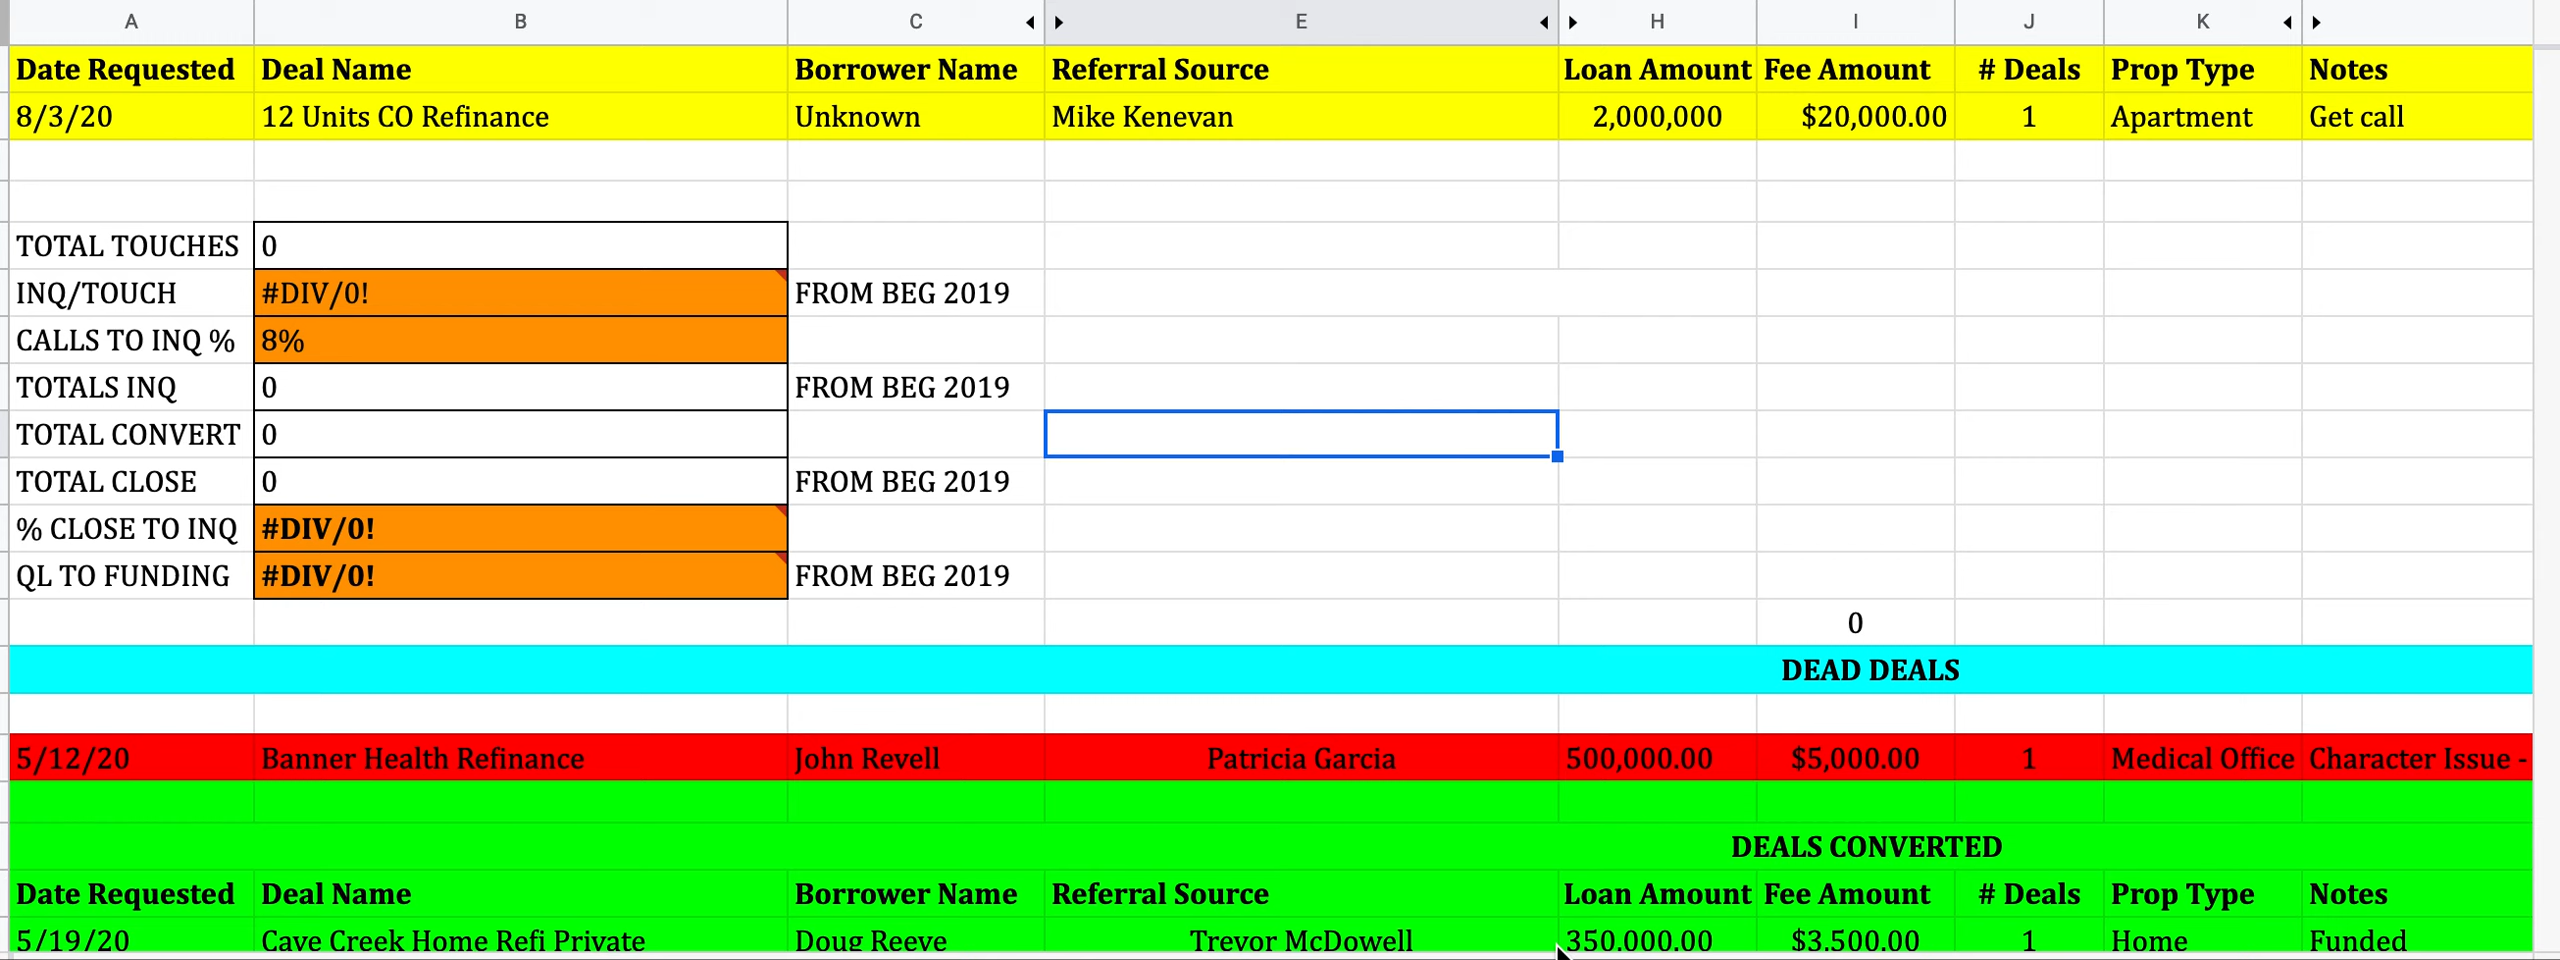 A B C E H I J K
Date Requested Deal Name Borrower Name Referral Source Loan Amount Fee Amount # Deals Prop Type Notes
8/3/20 12 Units CO Refinance Unknown Mike Kenevan 2,000,000 $20,000.00 1 Apartment Get call
TOTAL TOUCHES 0
INQ/TOUCH #DIV/0! FROM BEG 2019
CALLS TO INQ % 8%
TOTALS INQ 0 FROM BEG 2019
TOTAL CONVERT 0
TOTAL CLOSE 0 FROM BEG 2019
% CLOSE TO INQ #DIV/0!
QL TO FUNDING #DIV/0! FROM BEG 2019
0
DEAD DEALS
5/12/20 Banner Health Refinance John Revell Patricia Garcia 500,000.00 $5,000.00 1 Medical Office Character Issue -
DEALS CONVERTED
Date Requested Deal Name Borrower Name Referral Source Loan Amount Fee Amount # Deals Prop Type Notes
5/19/20 Cave Creek Home Refi Private Doug Reeve Trevor McDowell 350,000.00 $3,500.00 1 Home Funded